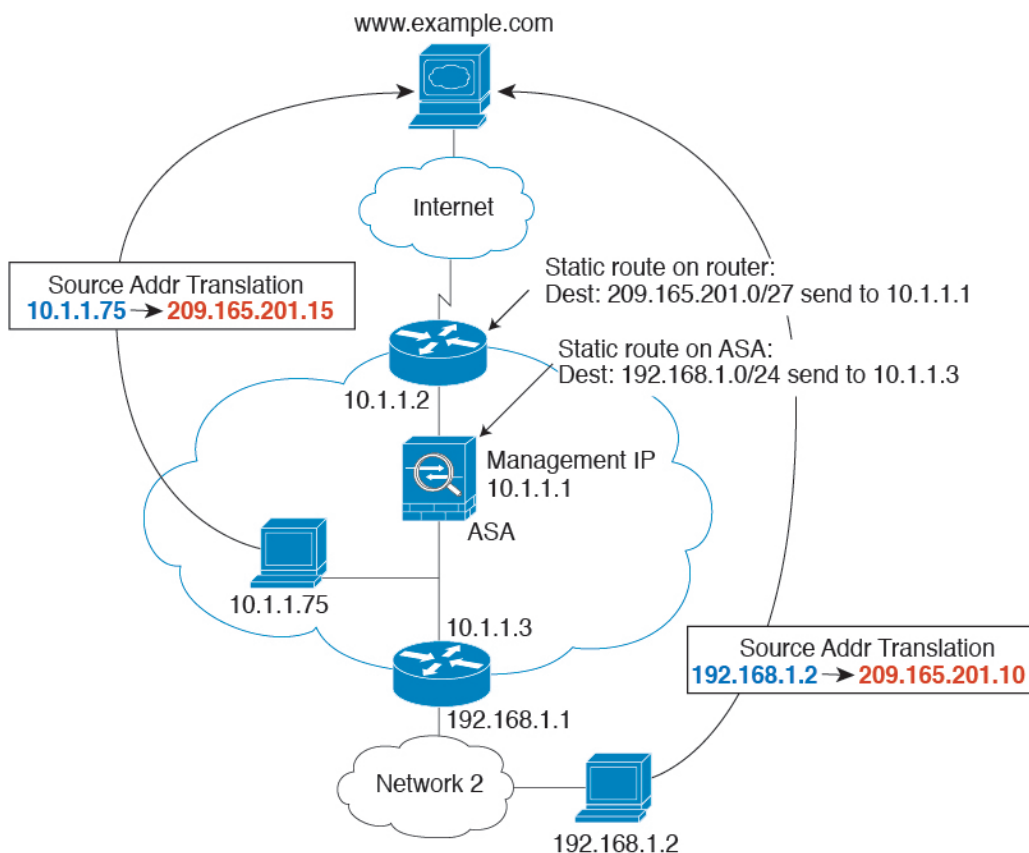 www.example.com
Internet
Source Addr Translation
10.1.1.75 209.165.201.15
Static route on router:
Dest: 209.165.201.0/27 send to 10.1.1.1
Static route on ASA:
Dest: 192.168.1.0/24 send to 10.1.1.3
10.1.1.2
Management IP
10.1.1.1
ASA
10.1.1.75
10.1.1.3
Source Addr Translation
192.168.1.2 209.165.201.10
192.168.1.1
Network 2
192.168.1.2